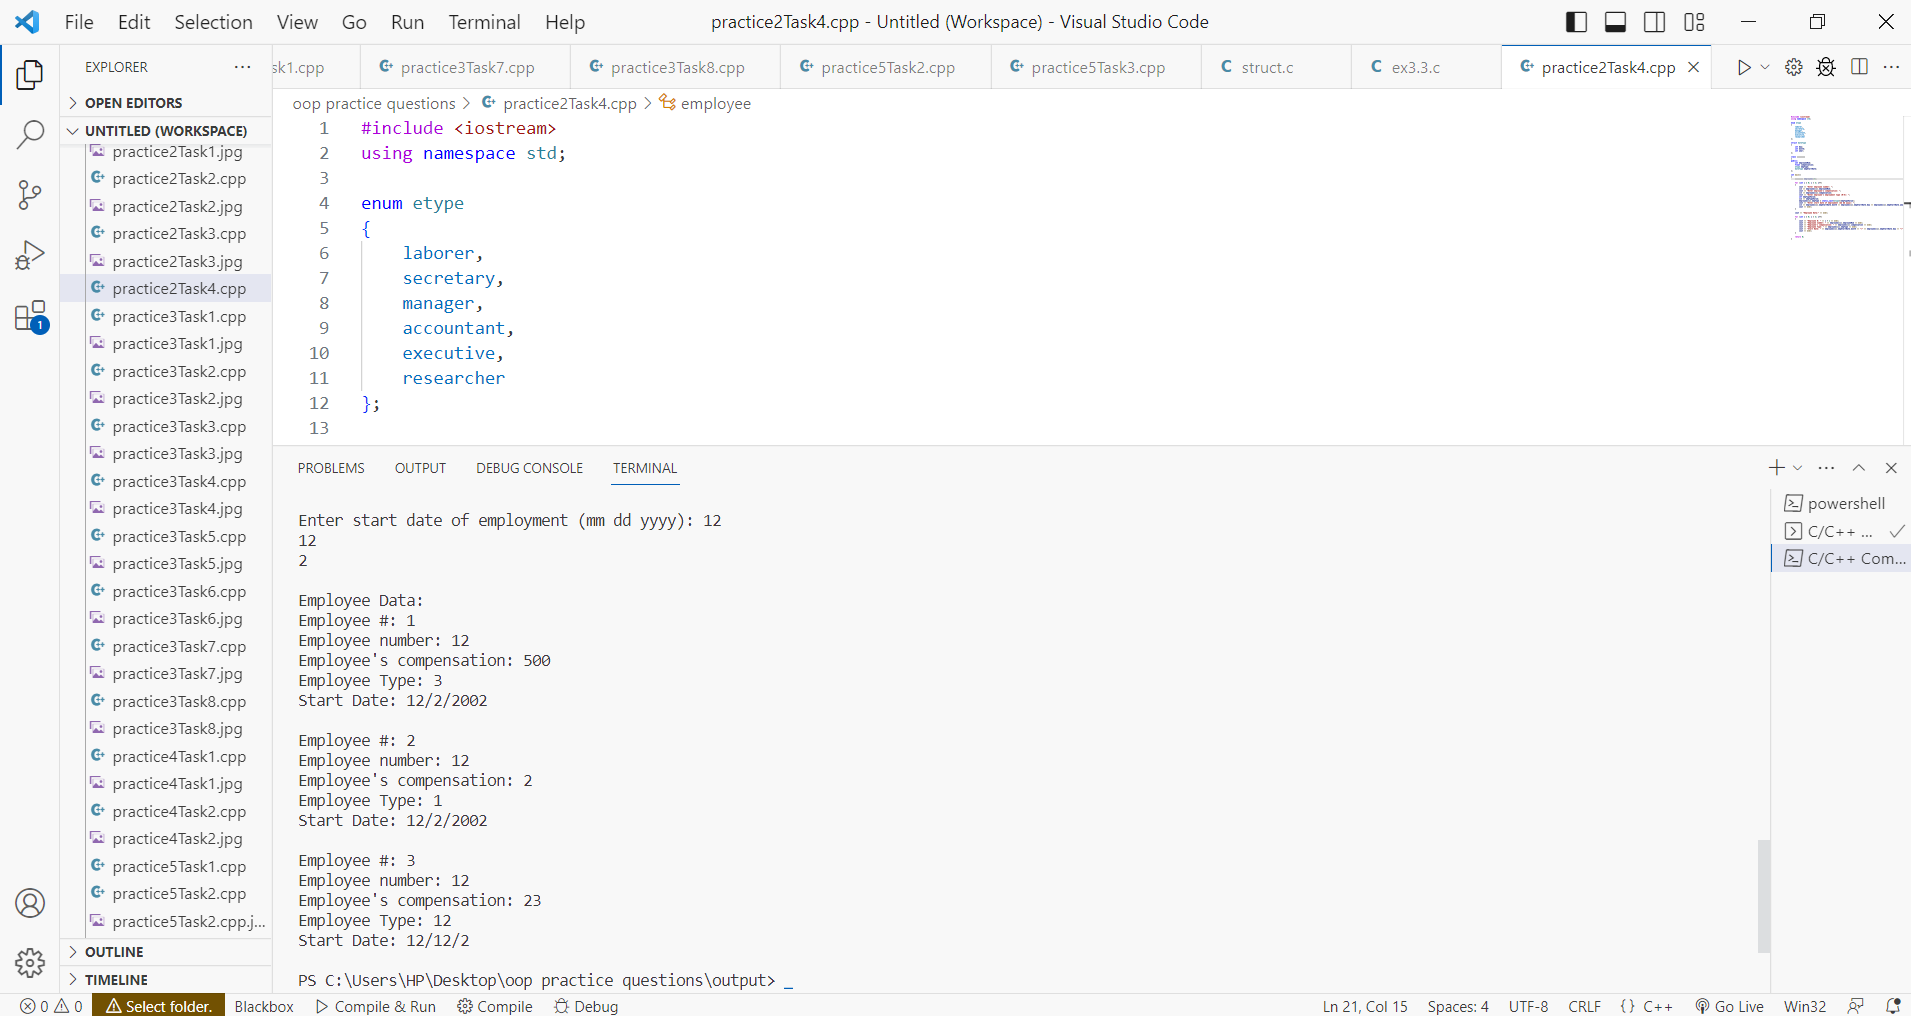 File Edit Selection View Go Run Terminal Help practice2Task4.cpp - Untitled (Workspace) - Visual Studio Code
EXPLORER ···
OPEN EDITORS
UNTITLED (WORKSPACE)
practice2Task1.jpg
practice2Task2.cpp
practice2Task2.jpg
practice2Task3.cpp
practice2Task3.jpg
practice2Task4.cpp
practice3Task1.cpp
practice3Task1.jpg
practice3Task2.cpp
practice3Task2.jpg
practice3Task3.cpp
practice3Task3.jpg
practice3Task4.cpp
practice3Task4.jpg
practice3Task5.cpp
practice3Task5.jpg
practice3Task6.cpp
practice3Task6.jpg
practice3Task7.cpp
practice3Task7.jpg
practice3Task8.cpp
practice3Task8.jpg
practice4Task1.cpp
practice4Task1.jpg
practice4Task2.cpp
practice4Task2.jpg
practice5Task1.cpp
practice5Task2.cpp
practice5Task2.cpp.j...
OUTLINE
TIMELINE
1
sk1.cpp practice3Task7.cpp practice3Task8.cpp practice5Task2.cpp practice5Task3.cpp C struct.c C ex3.3.c practice2Task4.cpp
oop practice questions > practice2Task4.cpp > employee
1 #include <iostream>
2 using namespace std;
3
4 enum etype
5 {
6 laborer,
7 secretary,
8 manager,
9 accountant,
10 executive,
11 researcher
12 };
13
PROBLEMS OUTPUT DEBUG CONSOLE TERMINAL
Enter start date of employment (mm dd yyyy): 12
12
2
Employee Data:
Employee #: 1
Employee number: 12
Employee's compensation: 500
Employee Type: 3
Start Date: 12/2/2002
Employee #: 2
Employee number: 12
Employee's compensation: 2
Employee Type: 1
Start Date: 12/2/2002
Employee #: 3
Employee number: 12
Employee's compensation: 23
Employee Type: 12
Start Date: 12/12/2
PS C:\Users\HP\Desktop\oop practice questions\output> _
powershell
C/C++ ...
C/C++ Com...
0 0 Select folder. Blackbox Compile & Run Compile Debug Ln 21, Col 15 Spaces: 4 UTF-8 CRLF {} C++ Go Live Win32